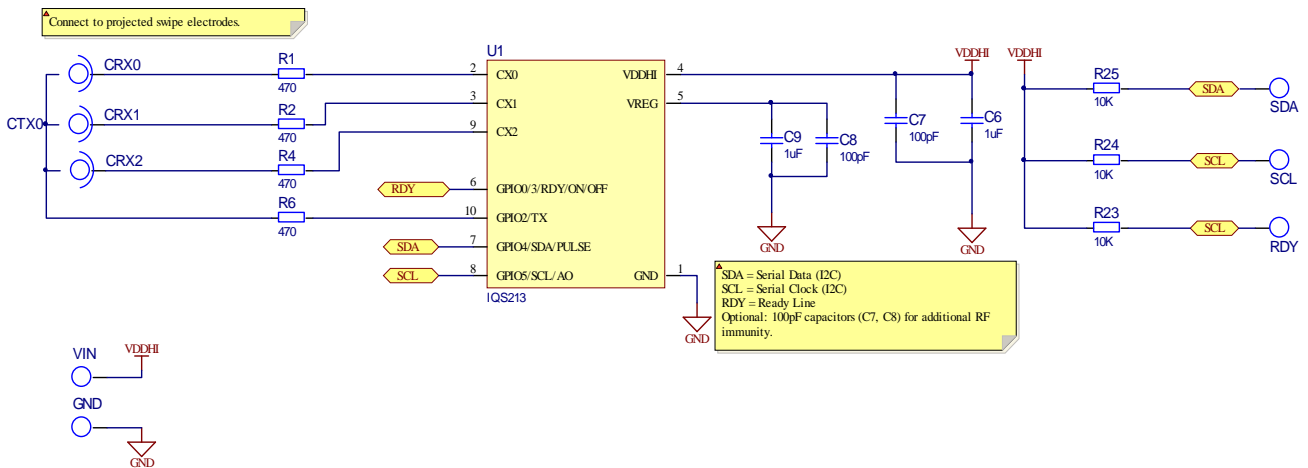 Connect to projected swipe electrodes.
CTX0
CRX0
CRX1
CRX2
R1
470
R2
470
R4
470
R6
470
RDY
SDA
SCL
U1
2 CX0
3 CX1
9 CX2
6 GPIO0/3/RDY/ON/OFF
10 GPIO2/TX
7 GPIO4/SDA/PULSE
8 GPIO5/SCL/AO
VDDHI 4
VREG 5
GND 1
IQS213
GND
C9
1uF
C8
100pF
GND
C7
100pF
VDDHI
C6
1uF
GND
VDDHI
R25
10K
SDA
SDA
R24
10K
SCL
SCL
R23
10K
SCL
RDY
SDA = Serial Data (I2C)
SCL = Serial Clock (I2C)
RDY = Ready Line
Optional: 100pF capacitors (C7, C8) for additional RF
immunity.
VIN
VDDHI
GND
GND